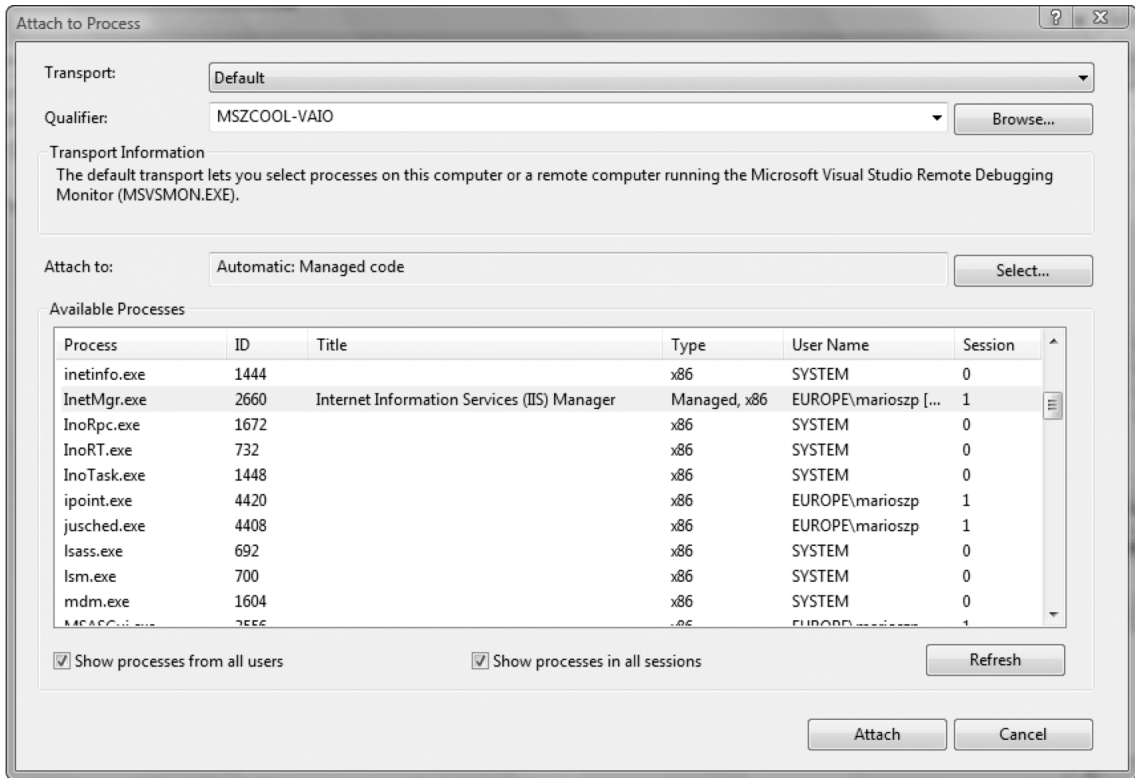 Attach to Process
Transport: Default
Qualifier: MSZCOOL-VAIO Browse...
Transport Information
The default transport lets you select processes on this computer or a remote computer running the Microsoft Visual Studio Remote Debugging
Monitor (MSVSMON.EXE).
Attach to: Automatic: Managed code Select...
Available Processes
Process ID Title Type User Name Session
inetinfo.exe 1444 x86 SYSTEM 0
InetMgr.exe 2660 Internet Information Services (IIS) Manager Managed, x86 EUROPE\marioszp [... 1
InoRpc.exe 1672 x86 SYSTEM 0
InoRT.exe 732 x86 SYSTEM 0
InoTask.exe 1448 x86 SYSTEM 0
ipoint.exe 4420 x86 EUROPE\marioszp 1
jusched.exe 4408 x86 EUROPE\marioszp 1
lsass.exe 692 x86 SYSTEM 0
lsm.exe 700 x86 SYSTEM 0
mdm.exe 1604 x86 SYSTEM 0
Show processes from all users Show processes in all sessions Refresh
Attach Cancel